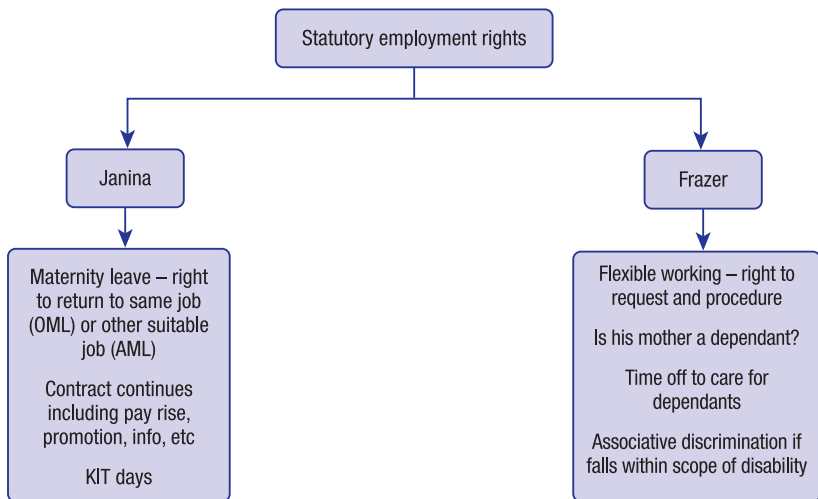 Statutory employment rights
Janina
Frazer
Maternity leave – right
to return to same job
(OML) or other suitable
job (AML)
Contract continues
including pay rise,
promotion, info, etc
KIT days
Flexible working – right to
request and procedure
Is his mother a dependant?
Time off to care for
dependants
Associative discrimination if
falls within scope of disability